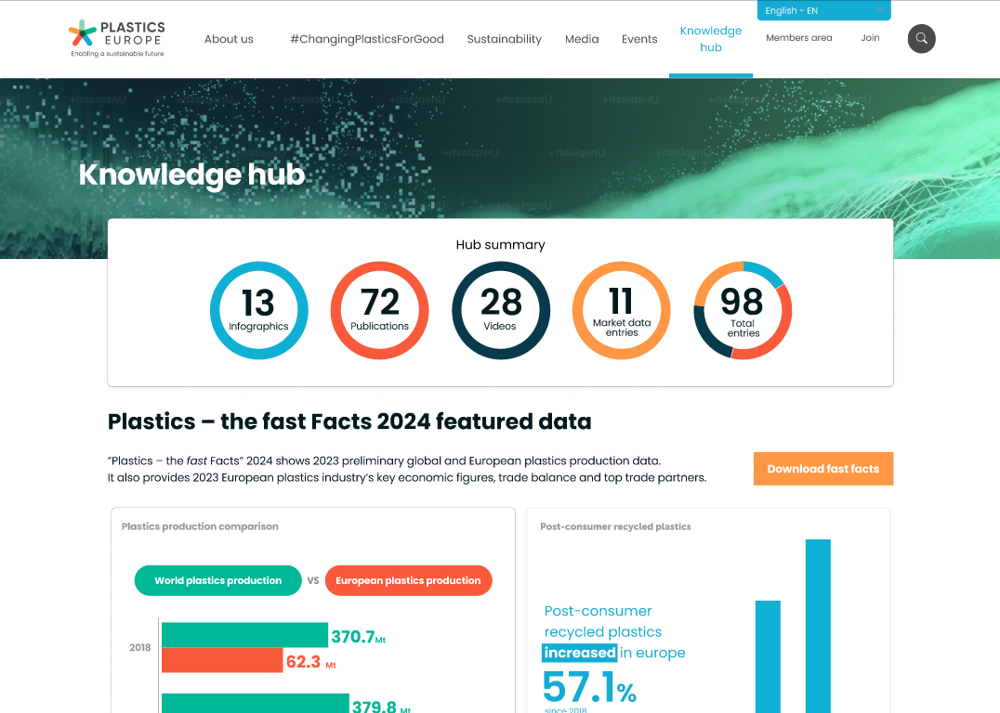 English - EN
PLASTICS
EUROPE
Enabling a sustainable future
About us
#ChangingPlasticsForGood
Sustainability
Media
Events
Knowledge
hub
Members area
Join
Knowledge hub
Hub summary
13
Infographics
72
Publications
28
Videos
11
Market data
entries
98
Total
entries
Plastics – the fast Facts 2024 featured data
“Plastics – the fast Facts” 2024 shows 2023 preliminary global and European plastics production data.
It also provides 2023 European plastics industry’s key economic figures, trade balance and top trade partners.
Download fast facts
Plastics production comparison
World plastics production
VS
European plastics production
2018
370.7 Mt
62.3 Mt
379.8 Mt
Post-consumer recycled plastics
Post-consumer
recycled plastics
increased in europe
57.1%
since 2018